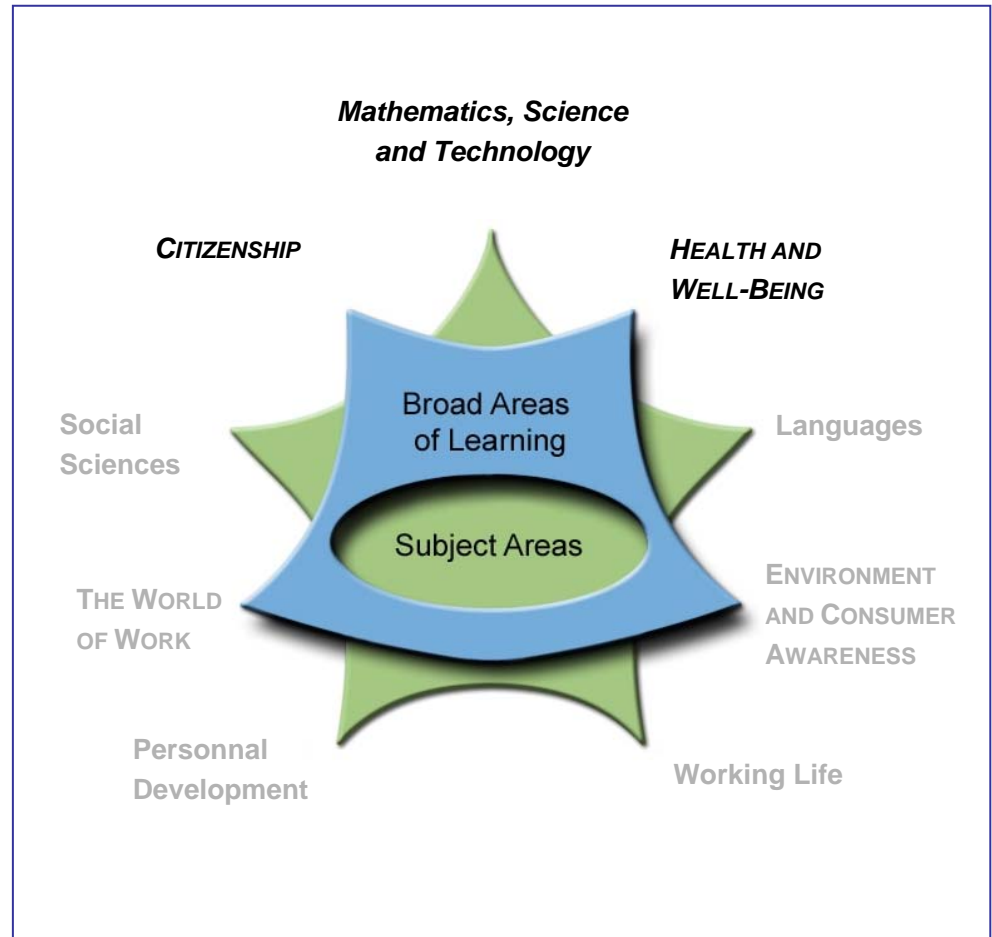 Mathematics, Science
and Technology
CITIZENSHIP
HEALTH AND
WELL-BEING
Broad Areas
of Learning
Social
Sciences
Languages
Subject Areas
THE WORLD
OF WORK
ENVIRONMENT
AND CONSUMER
AWARENESS
Personnal
Development
Working Life